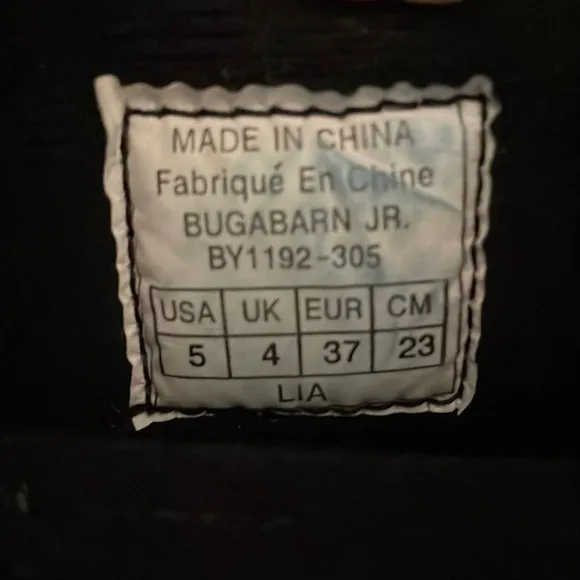 MADE IN CHINA
Fabriqué En Chine
BUGABARN JR.
BY1192-305
USA UK EUR CM
5 4 37 23
LIA